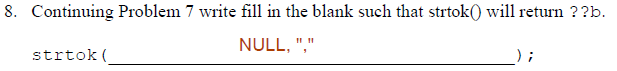 8. Continuing Problem 7 write fill in the blank such that strtok() will return ??b.
strtok(NULL, ",");